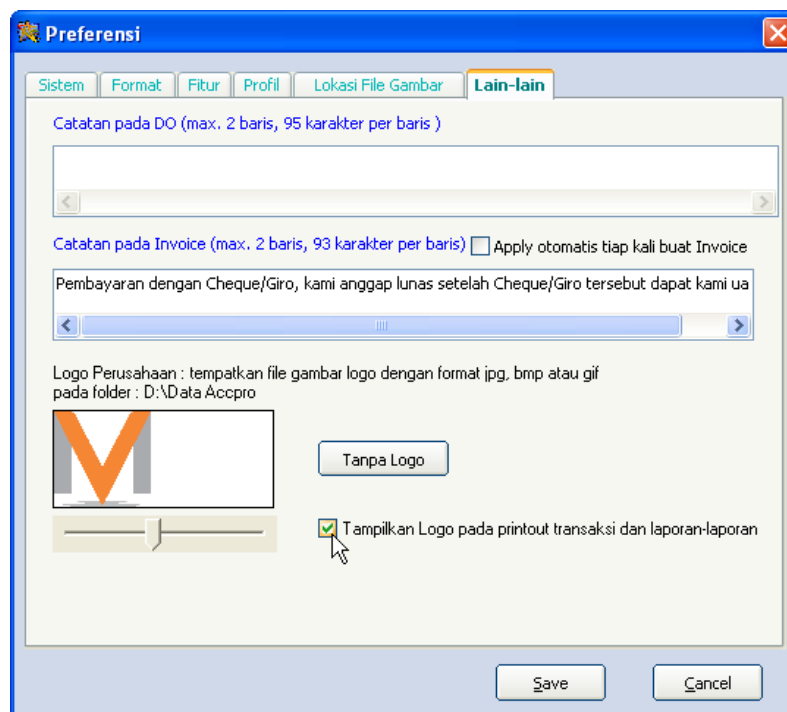 Preferensi
Sistem Format Fitur Profil Lokasi File Gambar Lain-lain
Catatan pada DO (max. 2 baris, 95 karakter per baris )
Catatan pada Invoice (max. 2 baris, 93 karakter per baris) Apply otomatis tiap kali buat Invoice
Pembayaran dengan Cheque/Giro, kami anggap lunas setelah Cheque/Giro tersebut dapat kami ua
Logo Perusahaan : tempatkan file gambar logo dengan format jpg, bmp atau gif
pada folder : D:\Data Accpro
Tanpa Logo
Tampilkan Logo pada printout transaksi dan laporan-laporan
Save Cancel